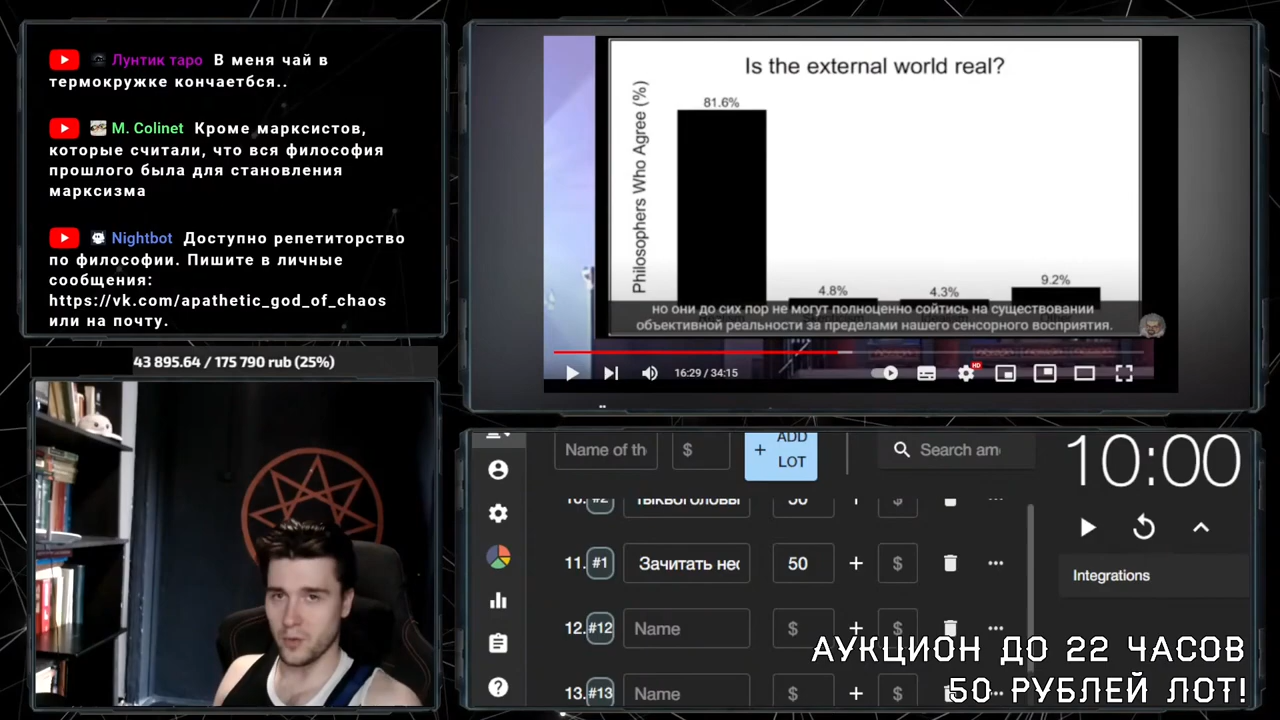 Лунтик таро В меня чай в
термокружке кончаетбся..
M. Colinet Кроме марксистов,
которые считали, что вся философия
прошлого была для становления
марксизма
Nightbot Доступно репетиторство
по философии. Пишите в личные
сообщения:
https://vk.com/apathetic_god_of_chaos
или на почту.
43 895.64 / 175 790 rub (25%)
Is the external world real?
Philosophers Who Agree (%)
81.6%
4.8%
4.3%
9.2%
но они до сих пор не могут полноценно сойтись на существовании
объективной реальности за пределами нашего сенсорного восприятия.
16:29 / 34:15
HD
Name of th
$
+ ADD
LOT
Search am
10:00
10. #2 тыквоголовы 50 + $
11. #1 Зачитать нес 50 + $
12. #12 Name $ + $
13. #13 Name $ + $
Integrations
АУКЦИОН ДО 22 ЧАСОВ
50 РУБЛЕЙ ЛОТ!